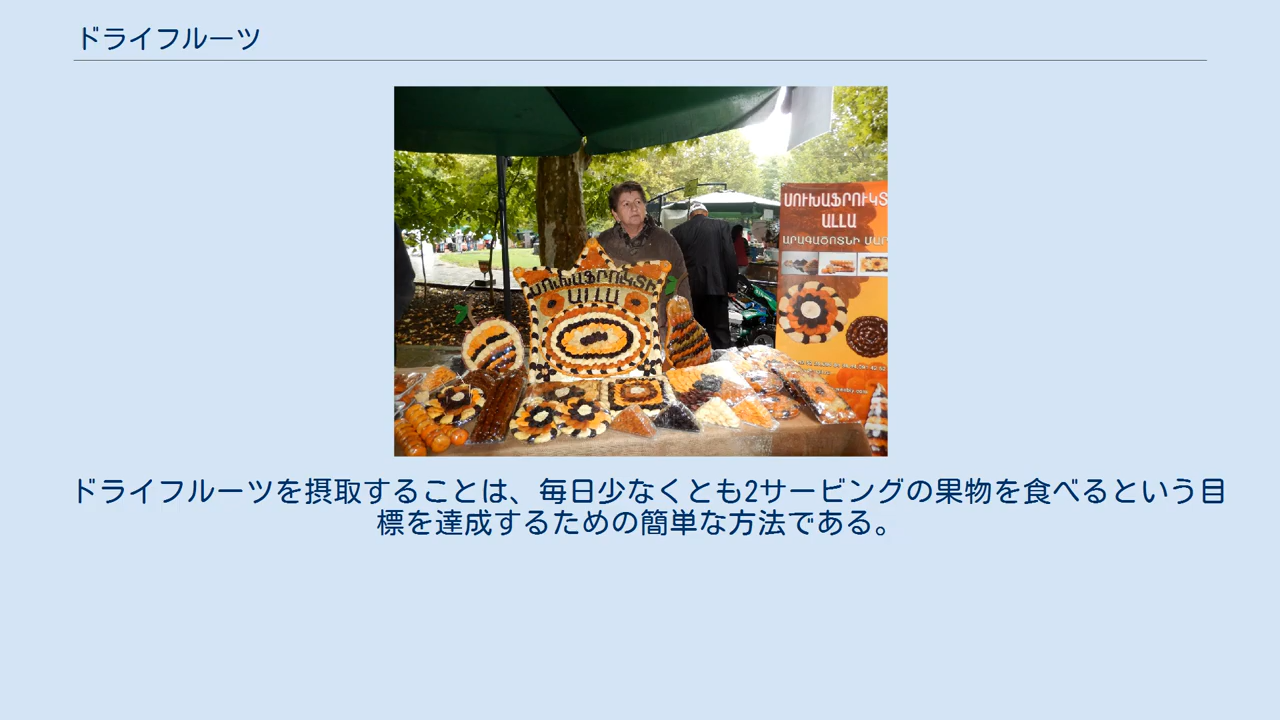 ドライフルーツ
ՍՈՒԽԱՖՐՈՒԿՏ
ԱԼԼԱ
ԱՐԱԳԱԾՈՏՆԻ ՄԱՐ
ՍՈՒԽԱՖՐՈՒԿՏԻ
ԱԼԼԱ
ドライフルーツを摂取することは、毎日少なくとも2サービングの果物を食べるという目
標を達成するための簡単な方法である。